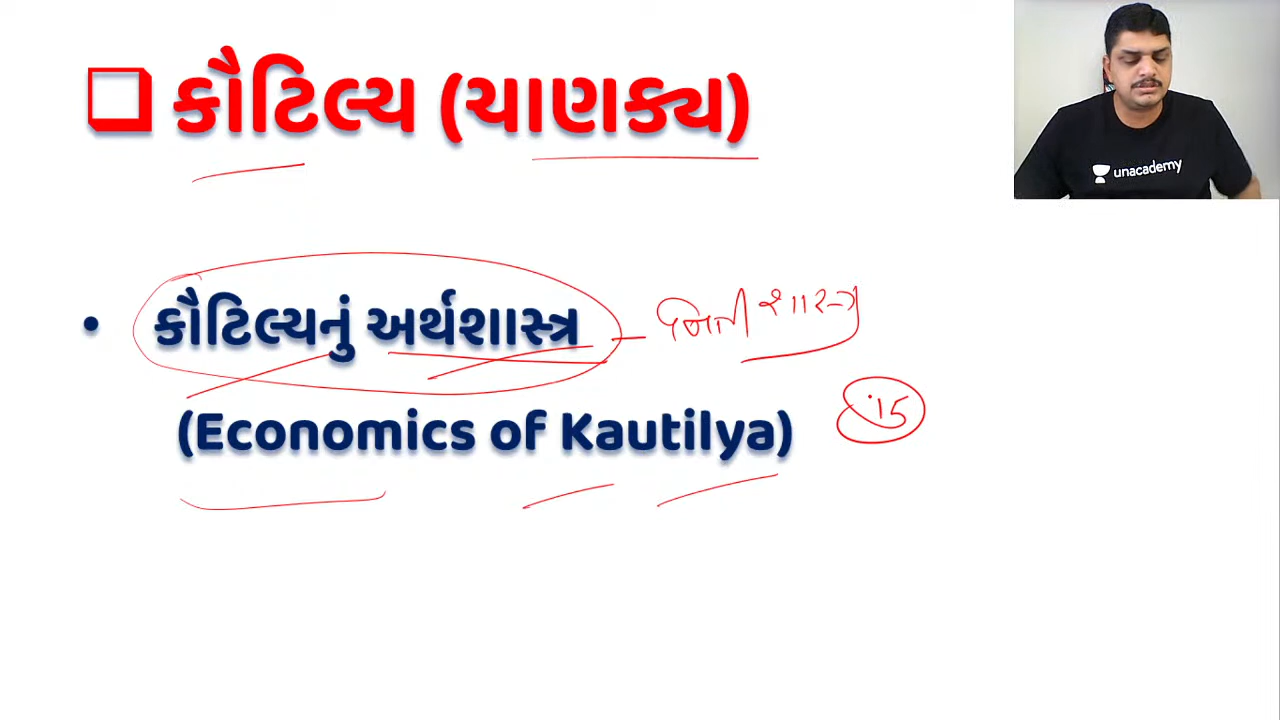 કૌટિલ્ય (ચાણક્ય)
unacademy
• કૌટિલ્યનું અર્થશાસ્ત્ર
(Economics of Kautilya)
15